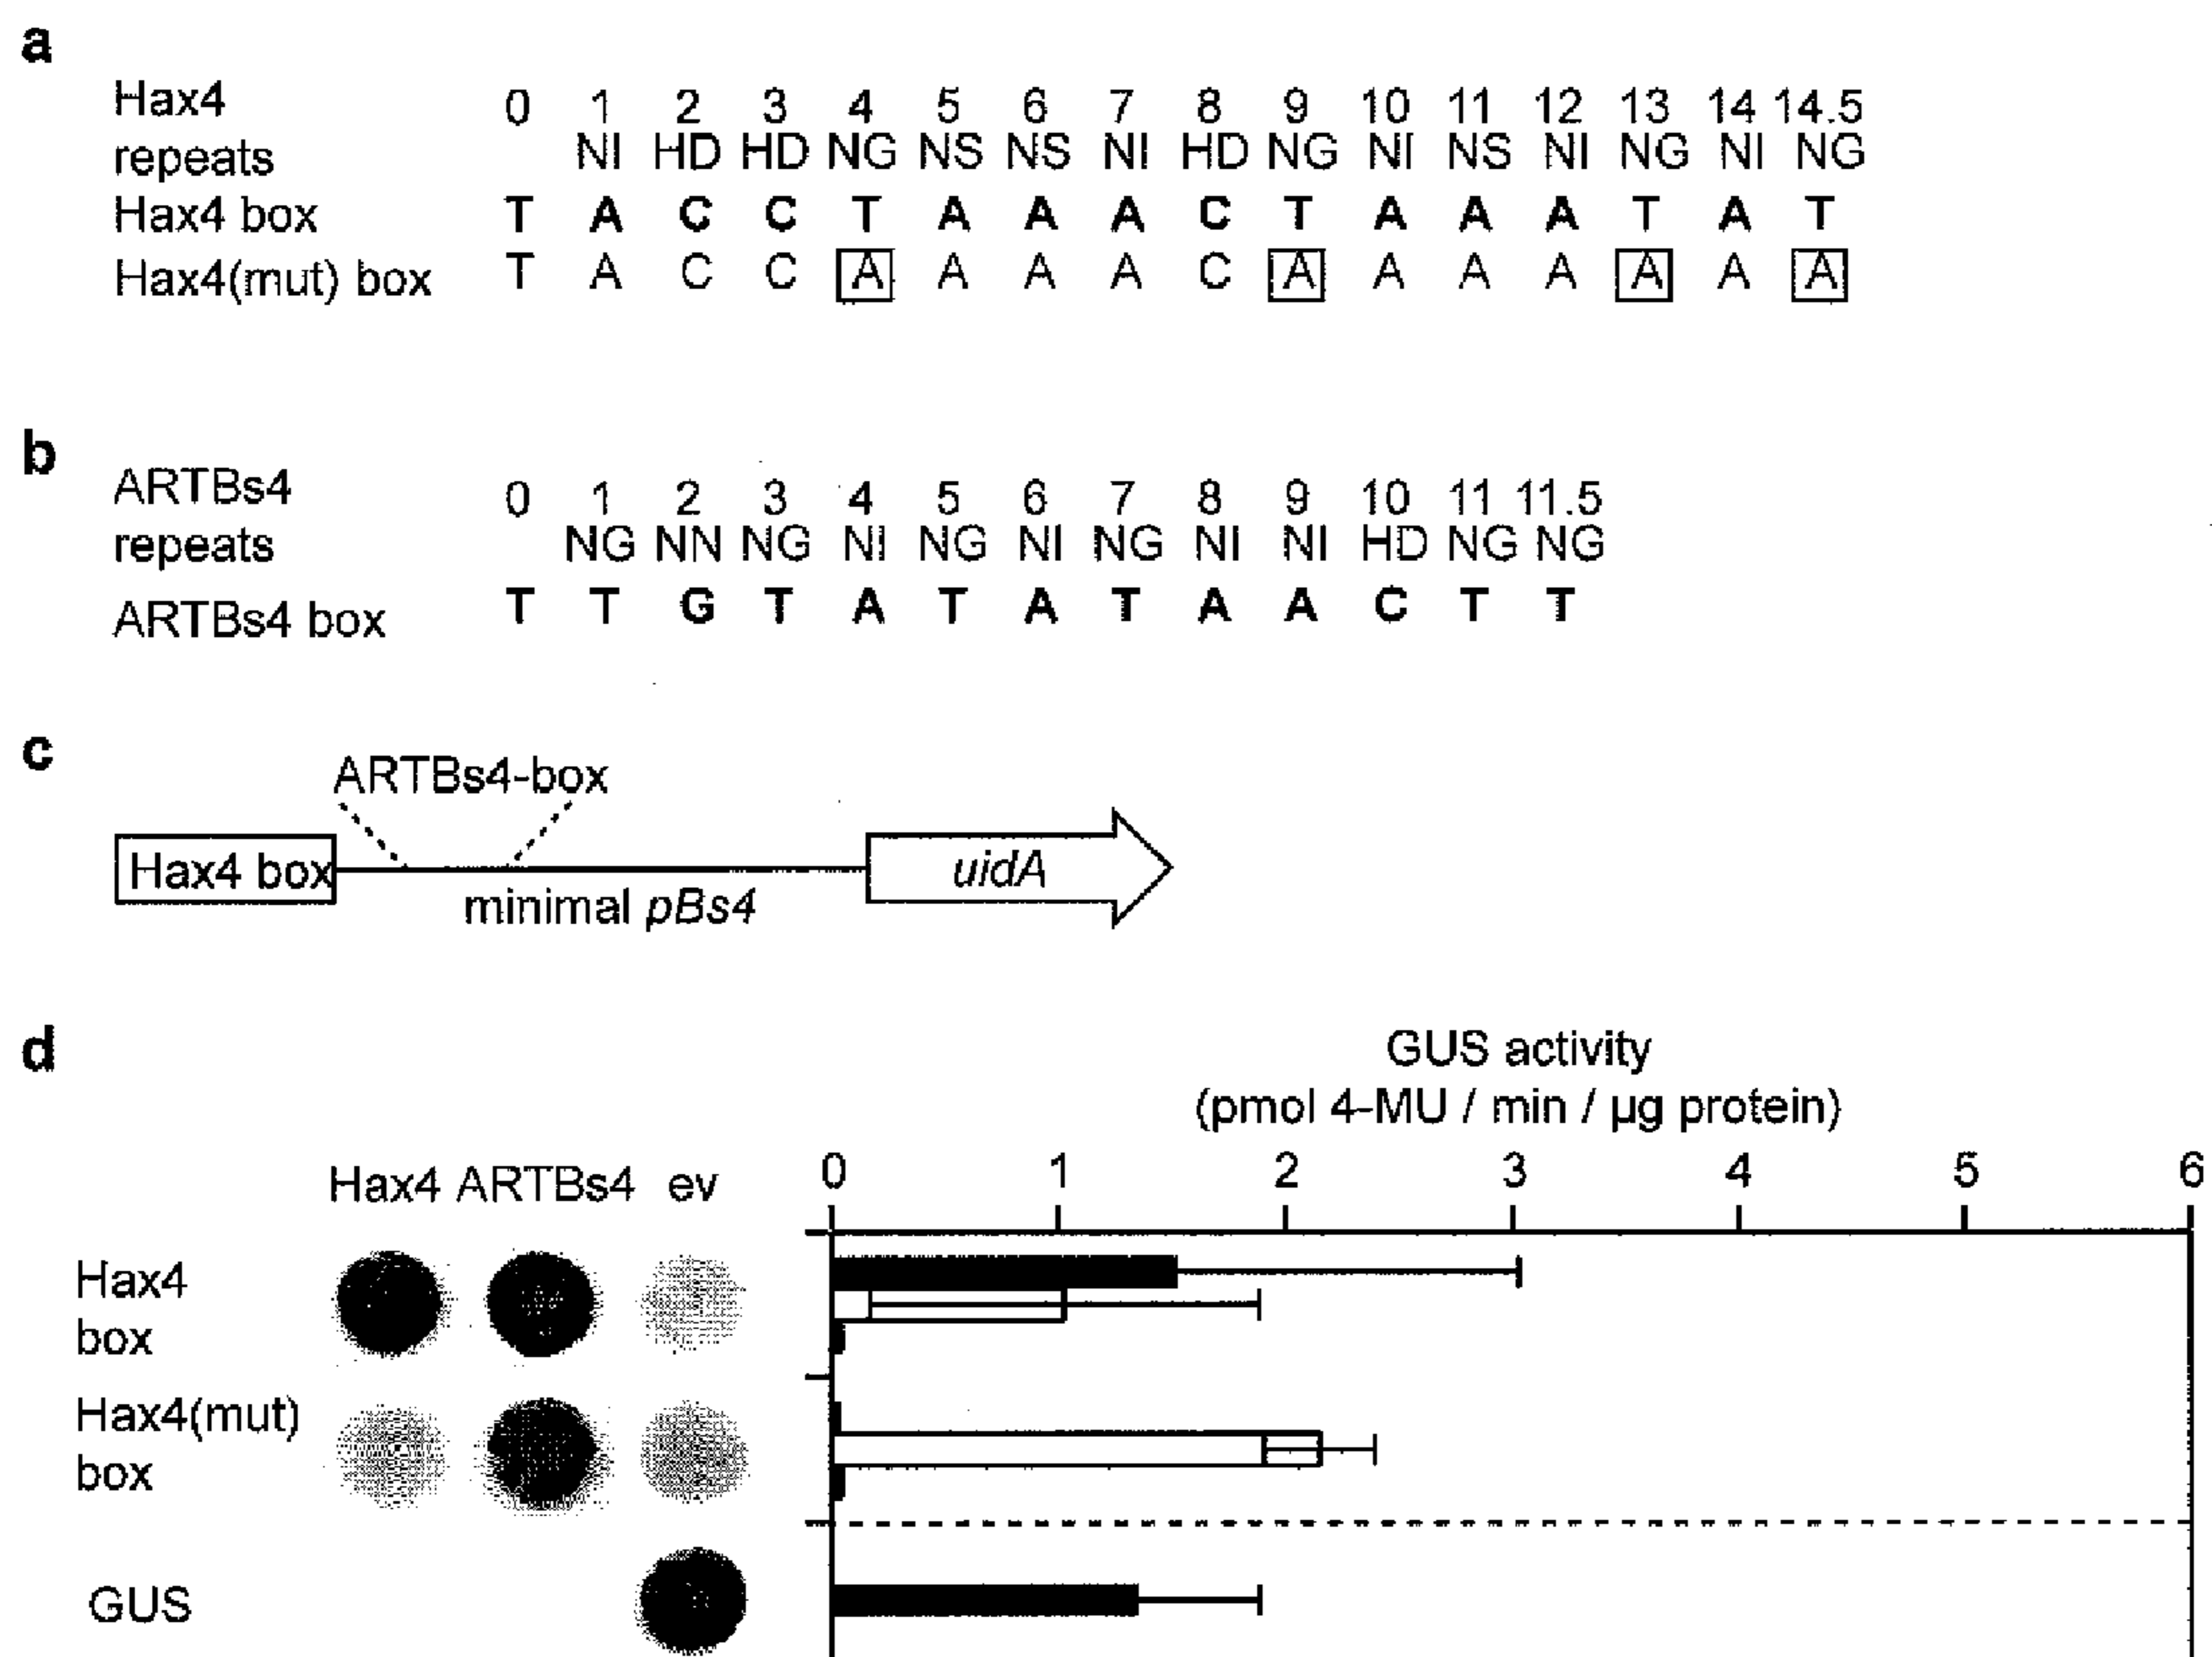 a
Hax4 0 1 2 3 4 5 6 7 8 9 10 11 12 13 14 14.5
repeats NI HD HD NG NS NS NI HD NG NI NS NI NG NI NG
Hax4 box T A C C T A A A C T A A A T A T
Hax4(mut) box T A C C A A A A C A A A A A A A
b
ARTBs4 0 1 2 3 4 5 6 7 8 9 10 11 11.5
repeats NG NN NG NI NG NI NG NI NI HD NG NG
ARTBs4 box T T G T A T A T A A C T T
c
ARTBs4-box
Hax4 box
uidA
minimal pBs4
d
GUS activity
(pmol 4-MU / min / µg protein)
Hax4 ARTBs4 ev
0 1 2 3 4 5 6
Hax4
box
Hax4(mut)
box
GUS